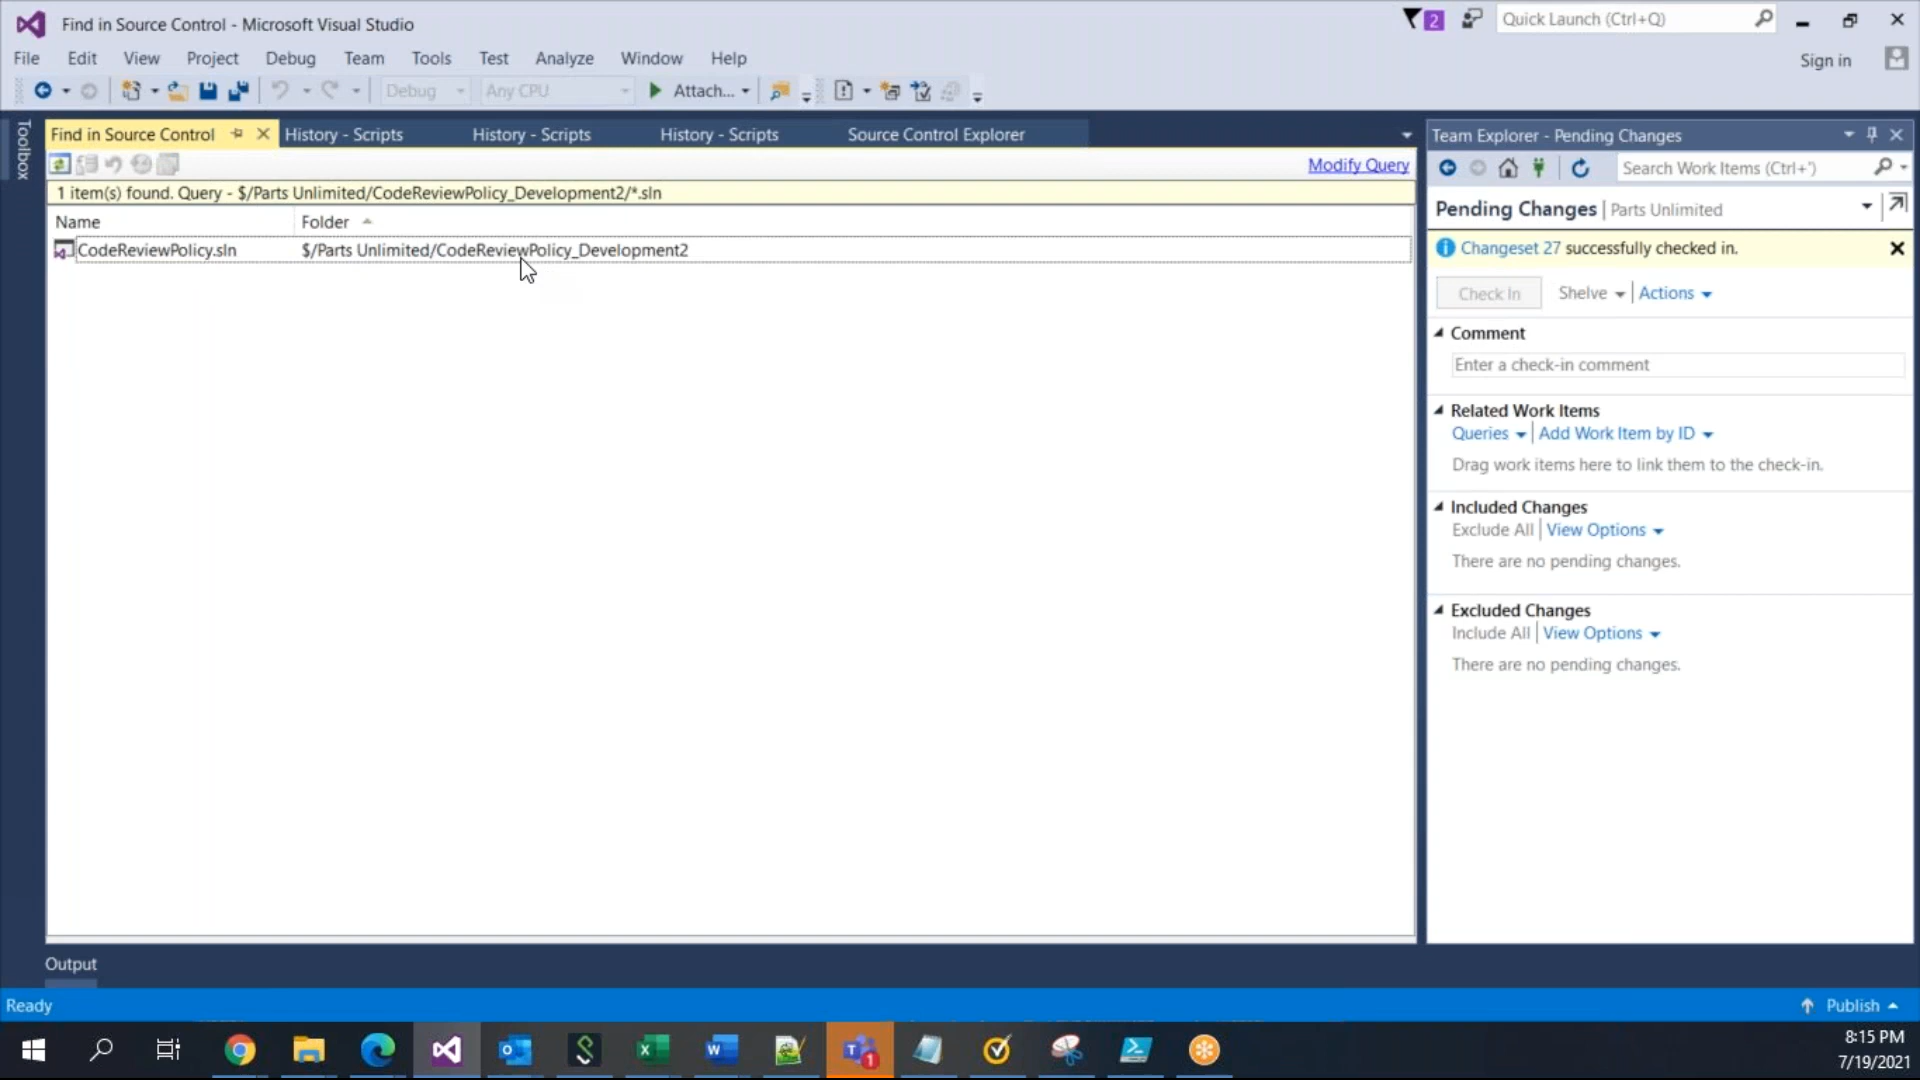 Find in Source Control - Microsoft Visual Studio
2
Quick Launch (Ctrl+Q)
File Edit View Project Debug Team Tools Test Analyze Window Help
Sign in
Debug Any CPU Attach...
Toolbox
Find in Source Control History - Scripts History - Scripts History - Scripts Source Control Explorer
Modify Query
1 item(s) found. Query - $/Parts Unlimited/CodeReviewPolicy_Development2/*.sln
Name Folder
CodeReviewPolicy.sln $/Parts Unlimited/CodeReviewPolicy_Development2
Team Explorer - Pending Changes
Search Work Items (Ctrl+')
Pending Changes | Parts Unlimited
Changeset 27 successfully checked in.
Check In Shelve Actions
Comment
Enter a check-in comment
Related Work Items
Queries Add Work Item by ID
Drag work items here to link them to the check-in.
Included Changes
Exclude All View Options
There are no pending changes.
Excluded Changes
Include All View Options
There are no pending changes.
Output
Ready
Publish
8:15 PM
7/19/2021